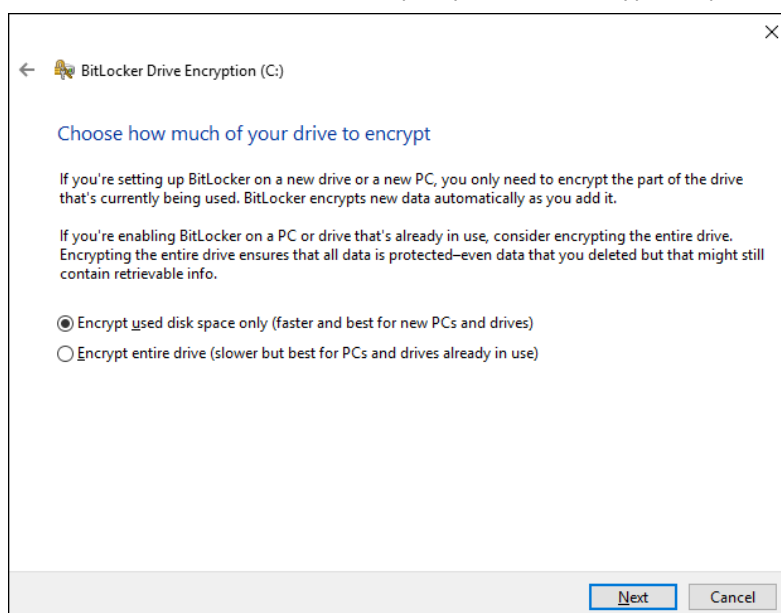 BitLocker Drive Encryption (C:)
Choose how much of your drive to encrypt
If you're setting up BitLocker on a new drive or a new PC, you only need to encrypt the part of the drive
that's currently being used. BitLocker encrypts new data automatically as you add it.
If you're enabling BitLocker on a PC or drive that's already in use, consider encrypting the entire drive.
Encrypting the entire drive ensures that all data is protected–even data that you deleted but that might still
contain retrievable info.
Encrypt used disk space only (faster and best for new PCs and drives)
Encrypt entire drive (slower but best for PCs and drives already in use)
Next
Cancel